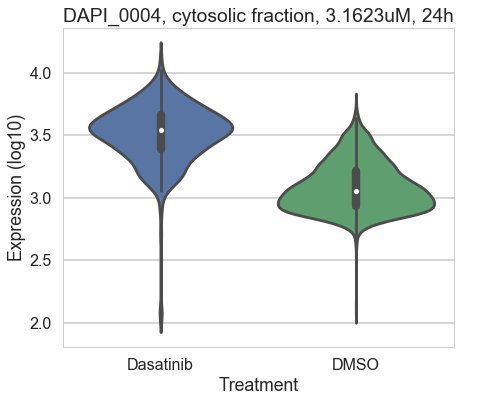 DAPI_0004, cytosolic fraction, 3.1623uM, 24h
Expression (log10)
4.0
3.5
3.0
2.5
2.0
Dasatinib DMSO
Treatment